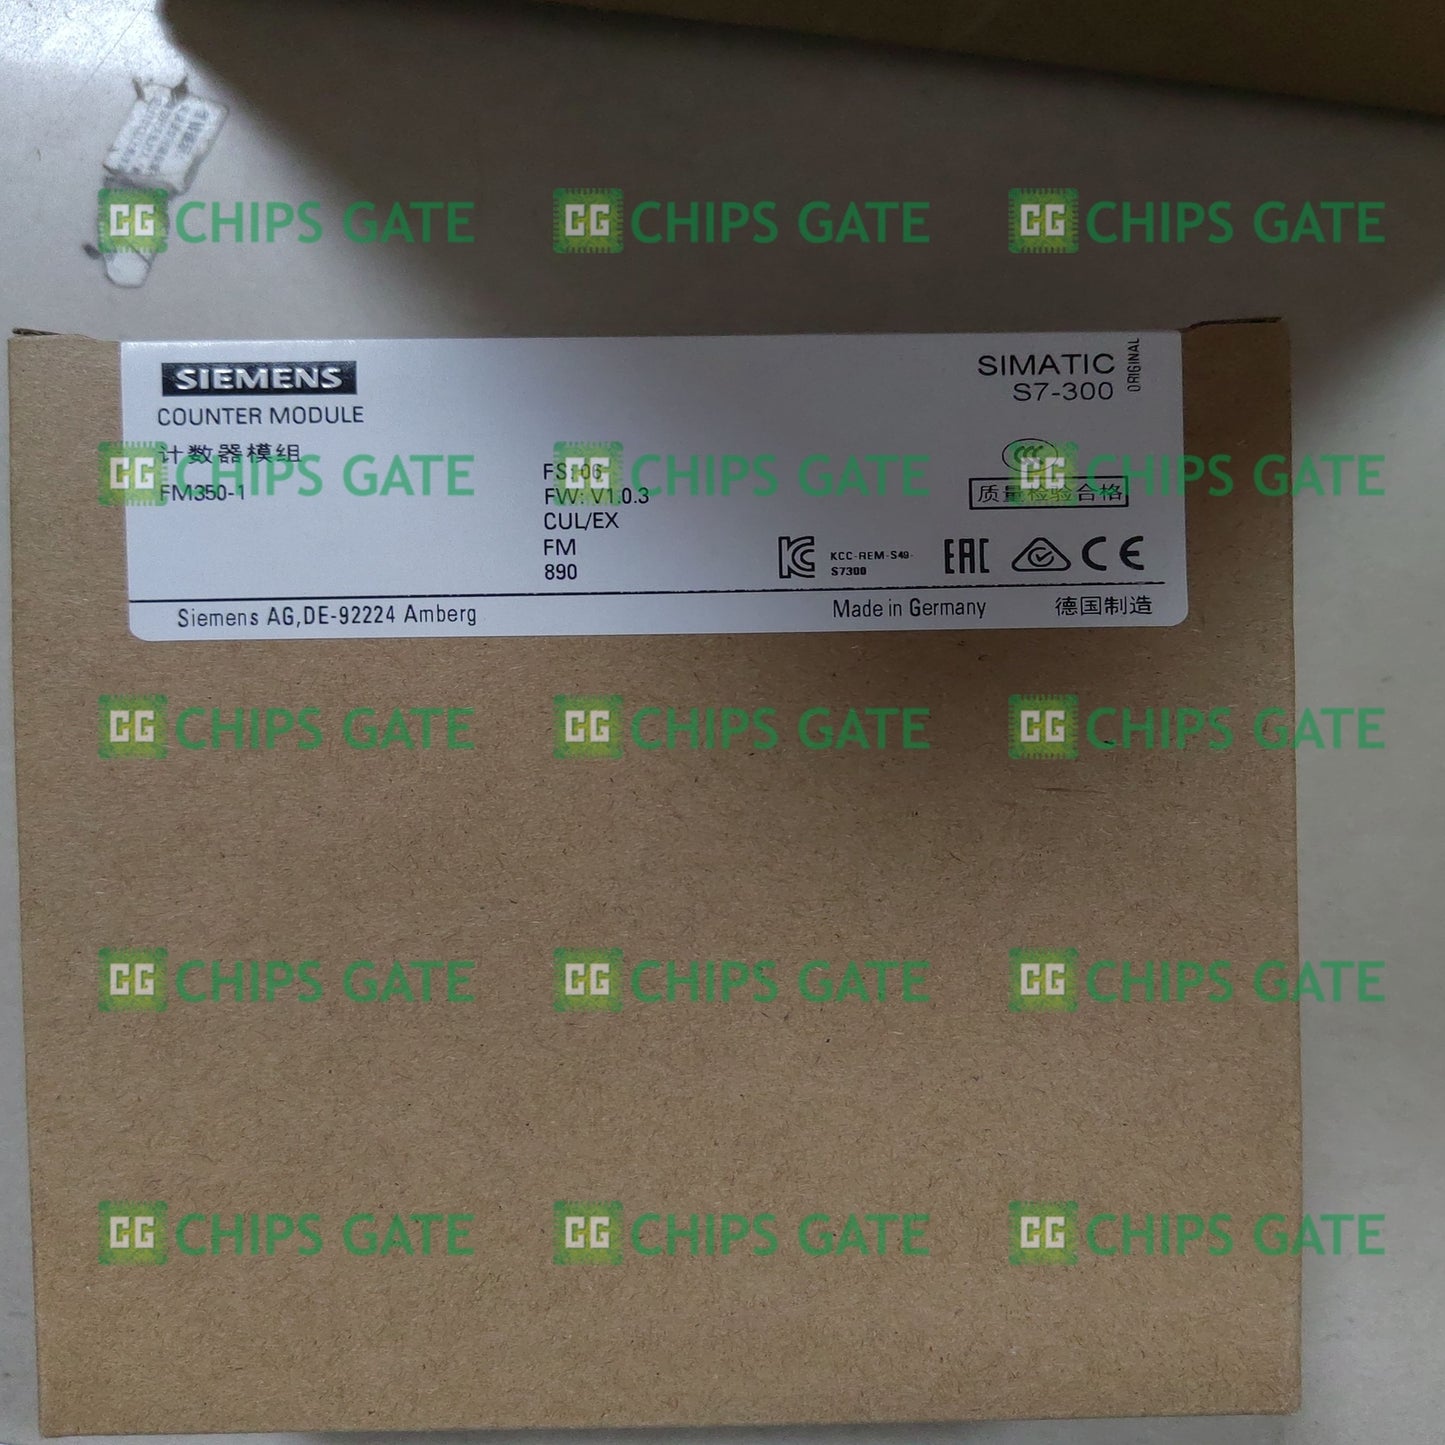 CG CHIPS GATE CG CHIPS GATE CG CHIPS GATE
SIEMENS
COUNTER MODULE
计数器模组
FM350-1
SIMATIC
S7-300
ORIGINAL
FS:06
FW: V1.0.3
CUL/EX
FM
890
CCC
质量检验合格
KCC-REM-S49-
S7300
EAC
CE
Siemens AG,DE-92224 Amberg
Made in Germany
德国制造
CG CHIPS GATE CG CHIPS GATE CG CHIPS GATE
CG CHIPS GATE CG CHIPS GATE CG CHIPS GATE
CG CHIPS GATE CG CHIPS GATE CG CHIPS GATE
CG CHIPS GATE CG CHIPS GATE CG CHIPS GATE